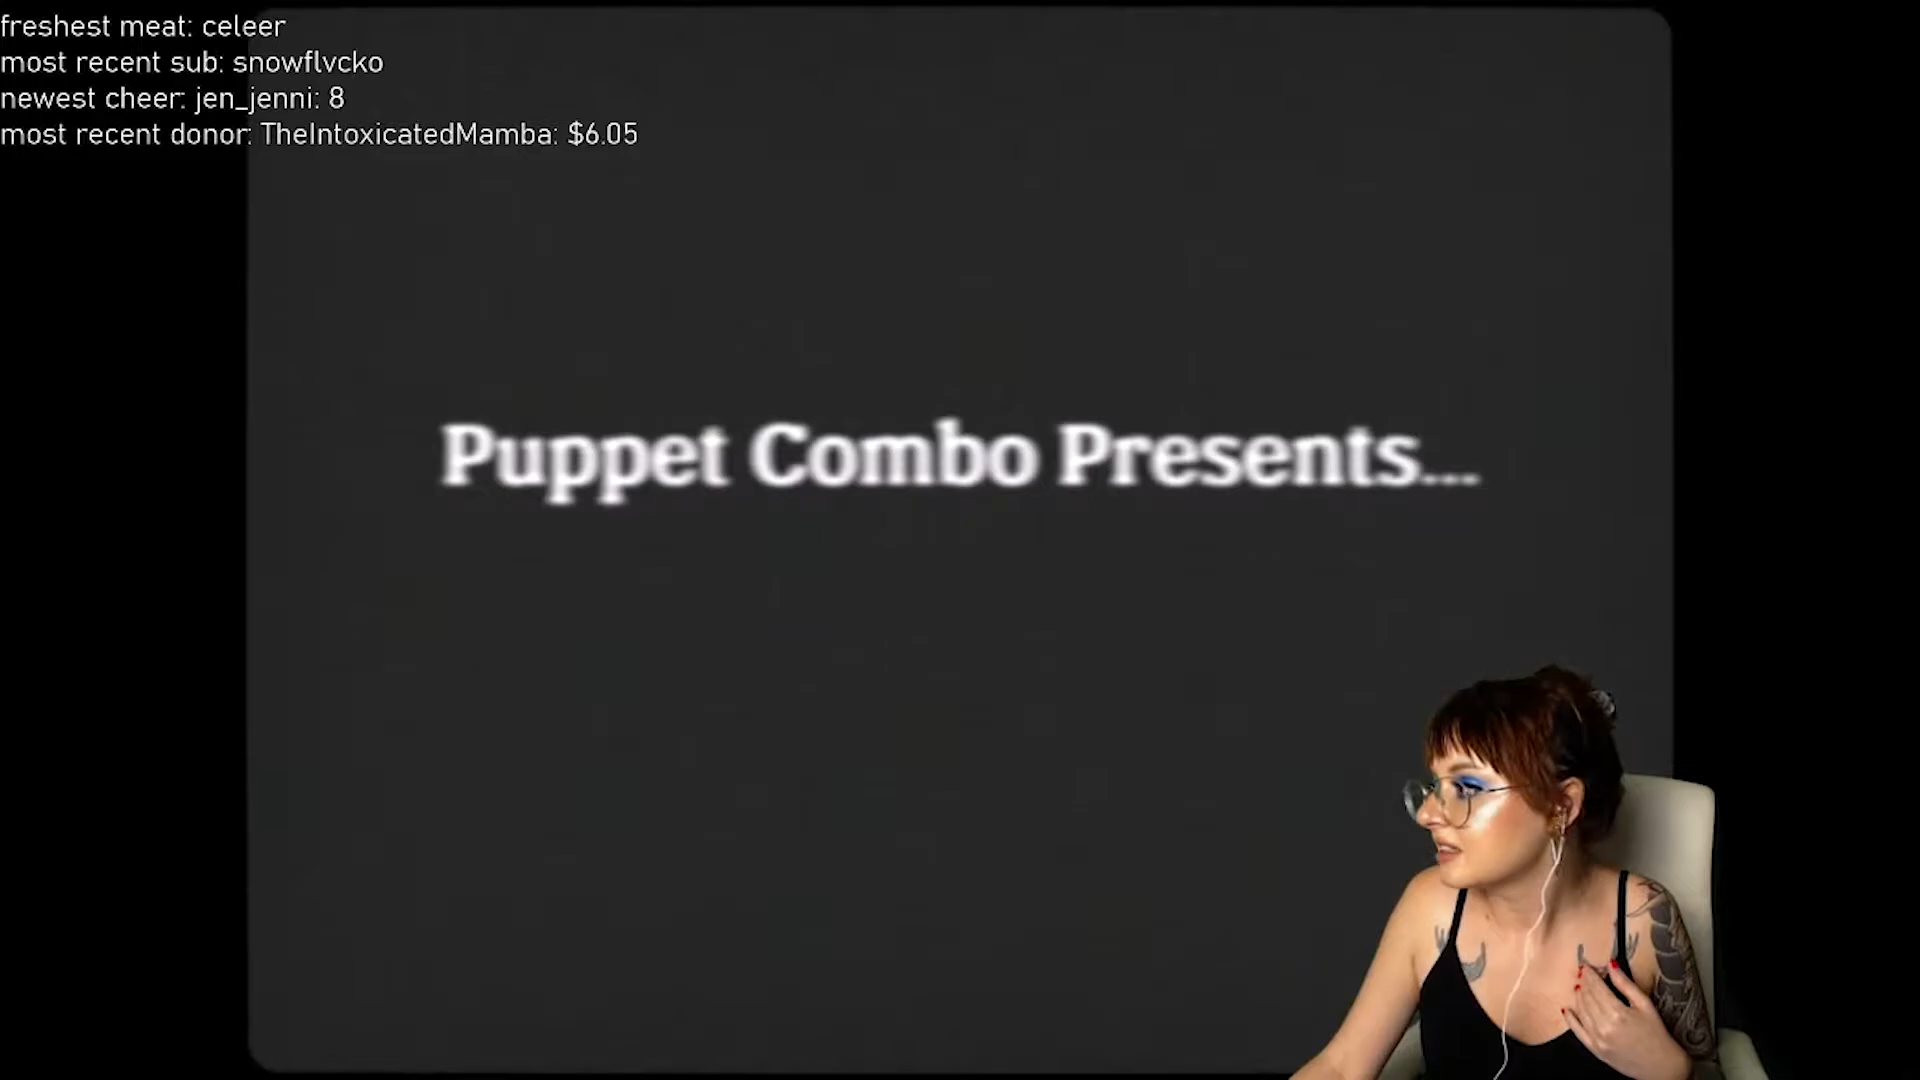 freshest meat: celeer
most recent sub: snowflvcko
newest cheer: jen_jenni: 8
most recent donor: TheIntoxicatedMamba: $6.05
Puppet Combo Presents...